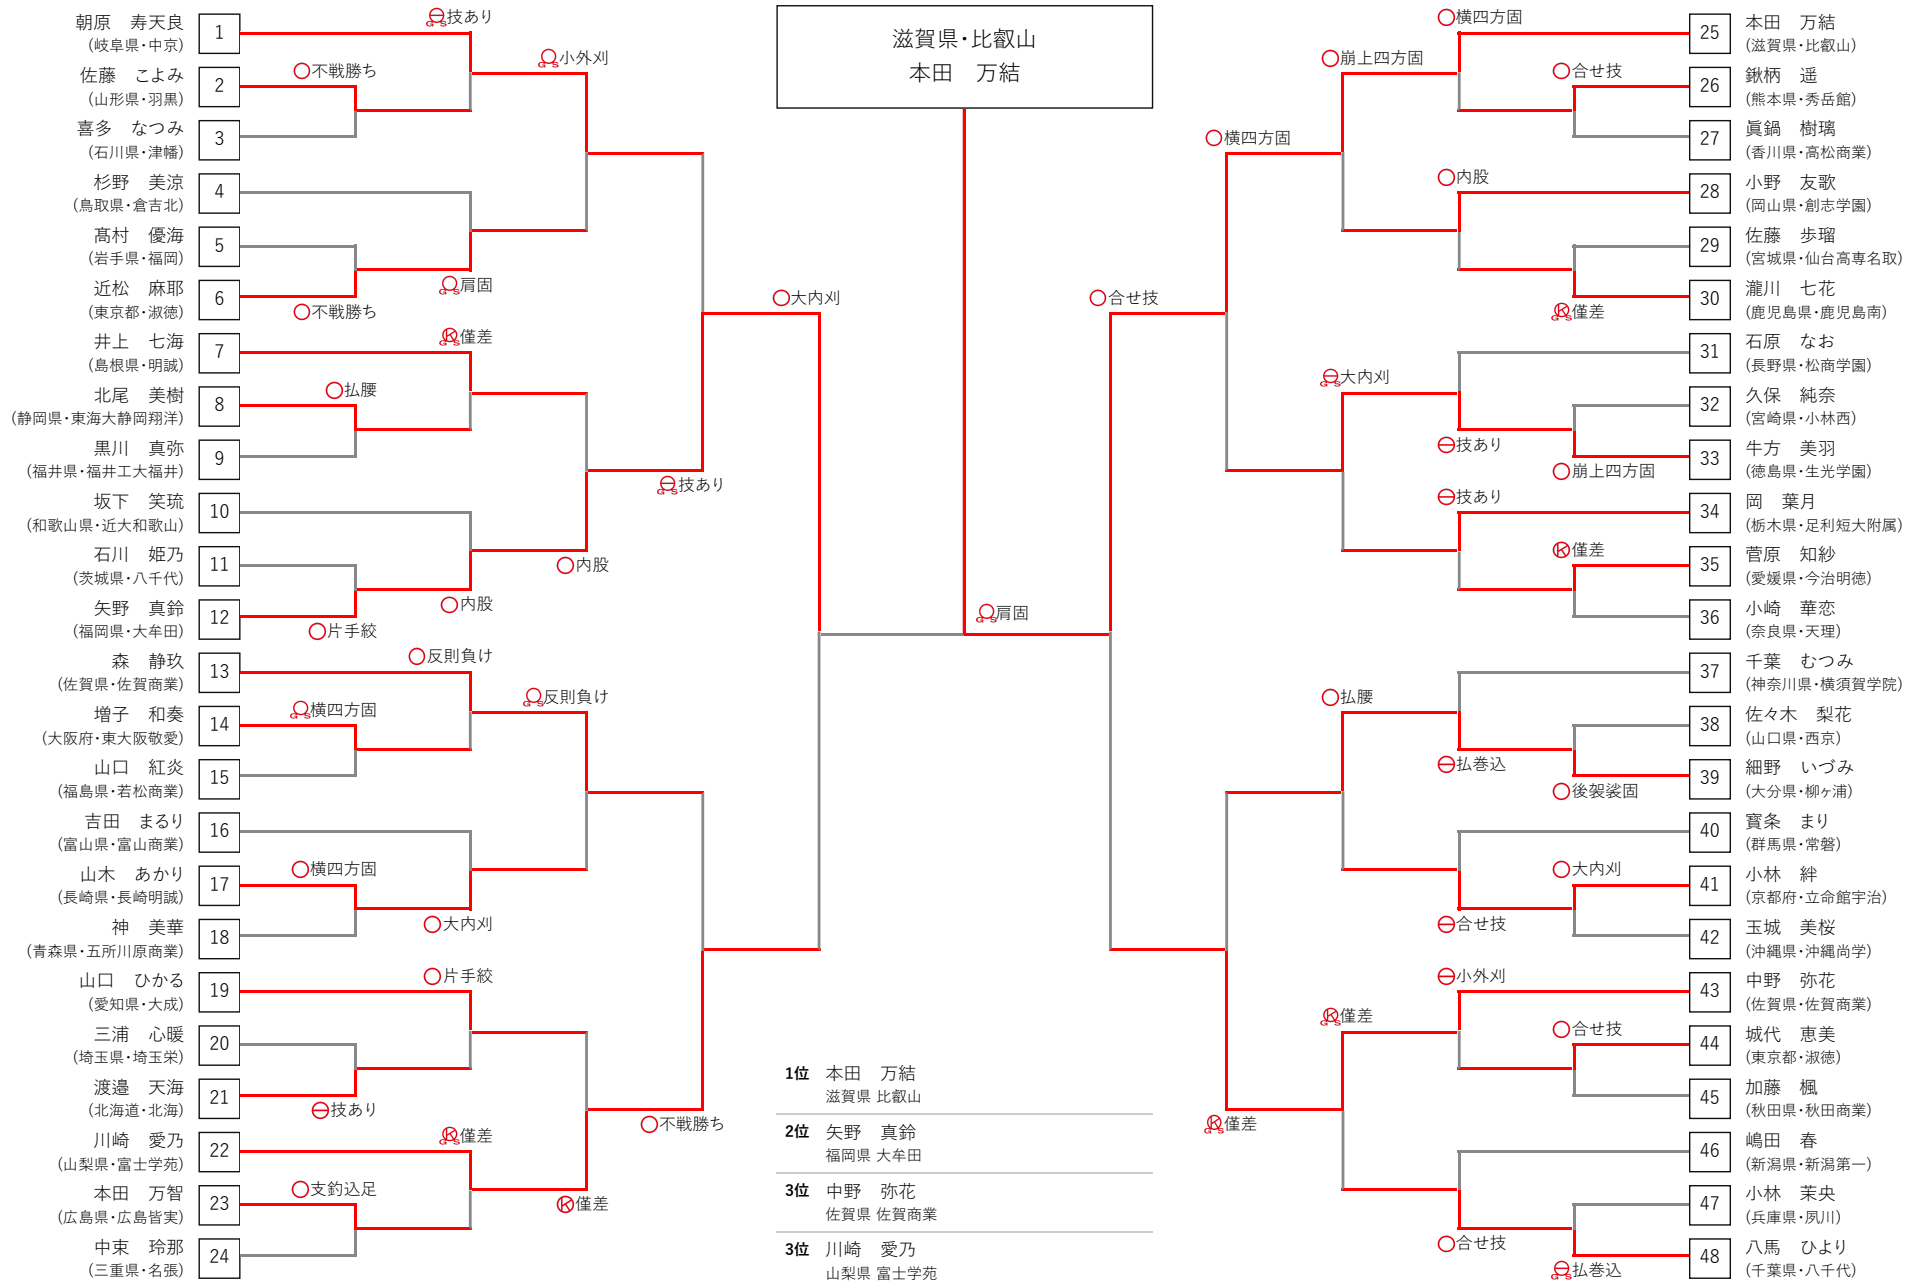 滋賀県・比叡山
本田 万結
朝原 寿天良
(岐阜県・中京)
1
佐藤 こよみ
(山形県・羽黒)
2
喜多 なつみ
(石川県・津幡)
3
杉野 美涼
(鳥取県・倉吉北)
4
髙村 優海
(岩手県・福岡)
5
近松 麻耶
(東京都・淑徳)
6
井上 七海
(島根県・明誠)
7
北尾 美樹
(静岡県・東海大静岡翔洋)
8
黒川 真弥
(福井県・福井工大福井)
9
坂下 笑琉
(和歌山県・近大和歌山)
10
石川 姫乃
(茨城県・八千代)
11
矢野 真鈴
(福岡県・大牟田)
12
森 静玖
(佐賀県・佐賀商業)
13
増子 和奏
(大阪府・東大阪敬愛)
14
山口 紅炎
(福島県・若松商業)
15
吉田 まるり
(富山県・富山商業)
16
山木 あかり
(長崎県・長崎明誠)
17
神 美華
(青森県・五所川原商業)
18
山口 ひかる
(愛知県・大成)
19
三浦 心暖
(埼玉県・埼玉栄)
20
渡邉 天海
(北海道・北海)
21
川崎 愛乃
(山梨県・富士学苑)
22
本田 万智
(広島県・広島皆実)
23
中束 玲那
(三重県・名張)
24
GS技あり
不戦勝ち
GS小外刈
GS肩固
不戦勝ち
GS僅差
払腰
大内刈
GS技あり
内股
内股
片手絞
反則負け
GS横四方固
GS反則負け
横四方固
大内刈
片手絞
技あり
不戦勝ち
GS僅差
支釣込足
僅差
GS肩固
横四方固
崩上四方固
合せ技
横四方固
内股
GS僅差
合せ技
GS大内刈
技あり
崩上四方固
技あり
僅差
払腰
払巻込
後袈裟固
大内刈
合せ技
小外刈
合せ技
GS僅差
GS僅差
合せ技
GS払巻込
25
本田 万結
(滋賀県・比叡山)
26
鍬柄 遥
(熊本県・秀岳館)
27
眞鍋 樹璃
(香川県・高松商業)
28
小野 友歌
(岡山県・創志学園)
29
佐藤 歩瑠
(宮城県・仙台高専名取)
30
瀧川 七花
(鹿児島県・鹿児島南)
31
石原 なお
(長野県・松商学園)
32
久保 純奈
(宮崎県・小林西)
33
牛方 美羽
(徳島県・生光学園)
34
岡 葉月
(栃木県・足利短大附属)
35
菅原 知紗
(愛媛県・今治明徳)
36
小崎 華恋
(奈良県・天理)
37
千葉 むつみ
(神奈川県・横須賀学院)
38
佐々木 梨花
(山口県・西京)
39
細野 いづみ
(大分県・柳ヶ浦)
40
寳条 まり
(群馬県・常磐)
41
小林 絆
(京都府・立命館宇治)
42
玉城 美桜
(沖縄県・沖縄尚学)
43
中野 弥花
(佐賀県・佐賀商業)
44
城代 恵美
(東京都・淑徳)
45
加藤 楓
(秋田県・秋田商業)
46
嶋田 春
(新潟県・新潟第一)
47
小林 茉央
(兵庫県・夙川)
48
八馬 ひより
(千葉県・八千代)
1位 本田 万結
滋賀県 比叡山
2位 矢野 真鈴
福岡県 大牟田
3位 中野 弥花
佐賀県 佐賀商業
3位 川崎 愛乃
山梨県 富士学苑